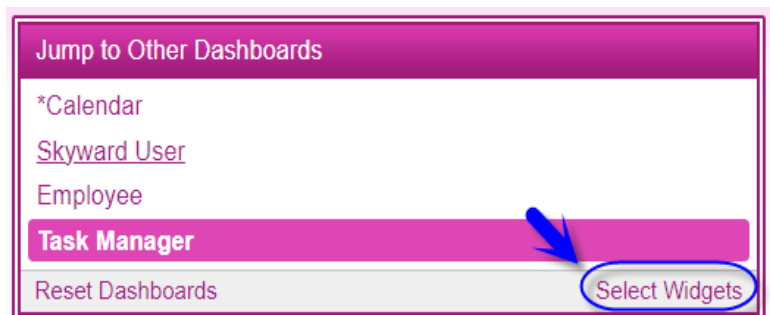 Jump to Other Dashboards
*Calendar
Skyward User
Employee
Task Manager
Reset Dashboards Select Widgets